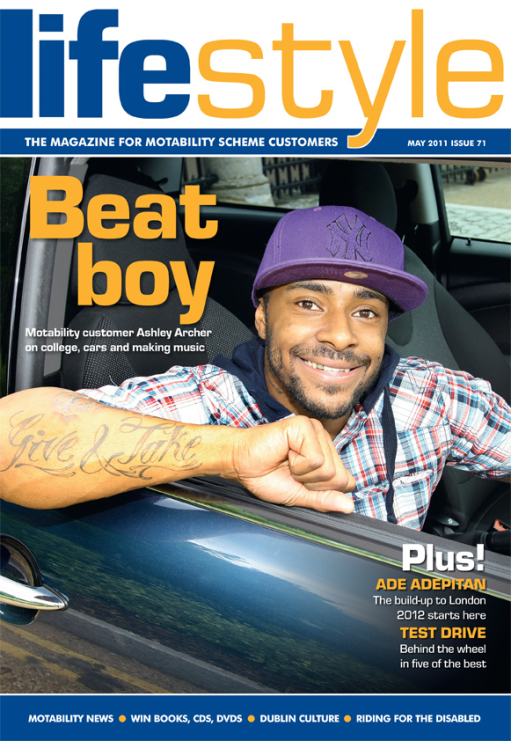 lifestyle
THE MAGAZINE FOR MOTABILITY SCHEME CUSTOMERS
MAY 2011 ISSUE 71
Beat
boy
Motability customer Ashley Archer
on college, cars and making music
NY
Give & Take
Plus!
ADE ADEPITAN
The build-up to London
2012 starts here
TEST DRIVE
Behind the wheel
in five of the best
MOTABILITY NEWS ● WIN BOOKS, CDS, DVDS ● DUBLIN CULTURE ● RIDING FOR THE DISABLED